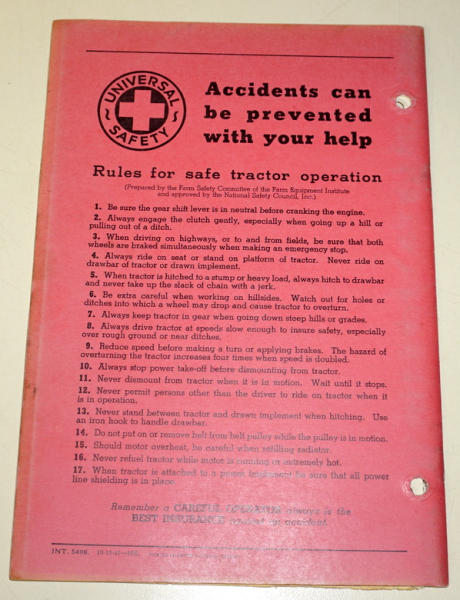 UNIVERSAL
SAFETY
Accidents can
be prevented
with your help
Rules for safe tractor operation
(Prepared by the Farm Safety Committee of the Farm Equipment Institute
and approved by the National Safety Council, Inc.)
1. Be sure the gear shift lever is in neutral before cranking the engine.
2. Always engage the clutch gently, especially when going up a hill or
pulling out of a ditch.
3. When driving on highways, or to and from fields, be sure that both
wheels are braked simultaneously when making an emergency stop.
4. Always ride on seat or stand on platform of tractor. Never ride on
drawbar of tractor or drawn implement.
5. When tractor is hitched to a stump or heavy load, always hitch to drawbar
and never take up the slack of chain with a jerk.
6. Be extra careful when working on hillsides. Watch out for holes or
ditches into which a wheel may drop and cause tractor to overturn.
7. Always keep tractor in gear when going down steep hills or grades.
8. Always drive tractor at speeds slow enough to insure safety, especially
over rough ground or near ditches.
9. Reduce speed before making a turn or applying brakes. The hazard of
overturning the tractor increases four times when speed is doubled.
10. Always stop power take-off before dismounting from tractor.
11. Never dismount from tractor when it is in motion. Wait until it stops.
12. Never permit persons other than the driver to ride on tractor when it
is in operation.
13. Never stand between tractor and drawn implement when hitching. Use
an iron hook to handle drawbar.
14. Do not put on or remove belt from belt pulley while the pulley is in motion.
15. Should motor overheat, be careful when refilling radiator.
16. Never refuel tractor while motor is running or extremely hot.
17. When tractor is attached to a power implement be sure that all power
line shielding is in place.
Remember a CAREFUL OPERATOR always is the
BEST INSURANCE against an accident.
INT. 5498.